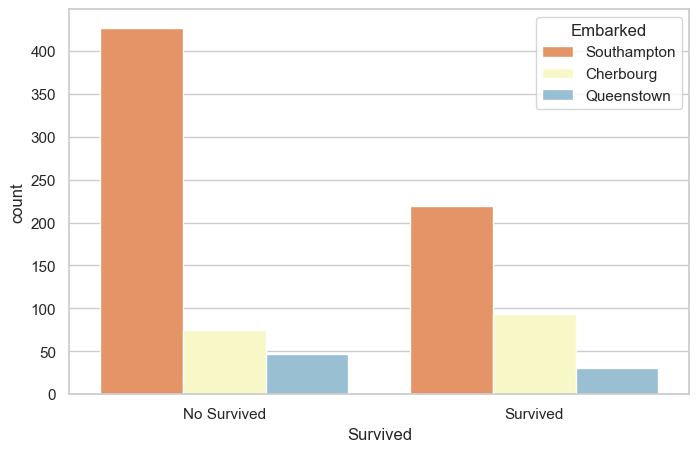 Embarked
Southampton
Cherbourg
Queenstown
400
350
300
250
200
150
100
50
0
count
No Survived
Survived
Survived